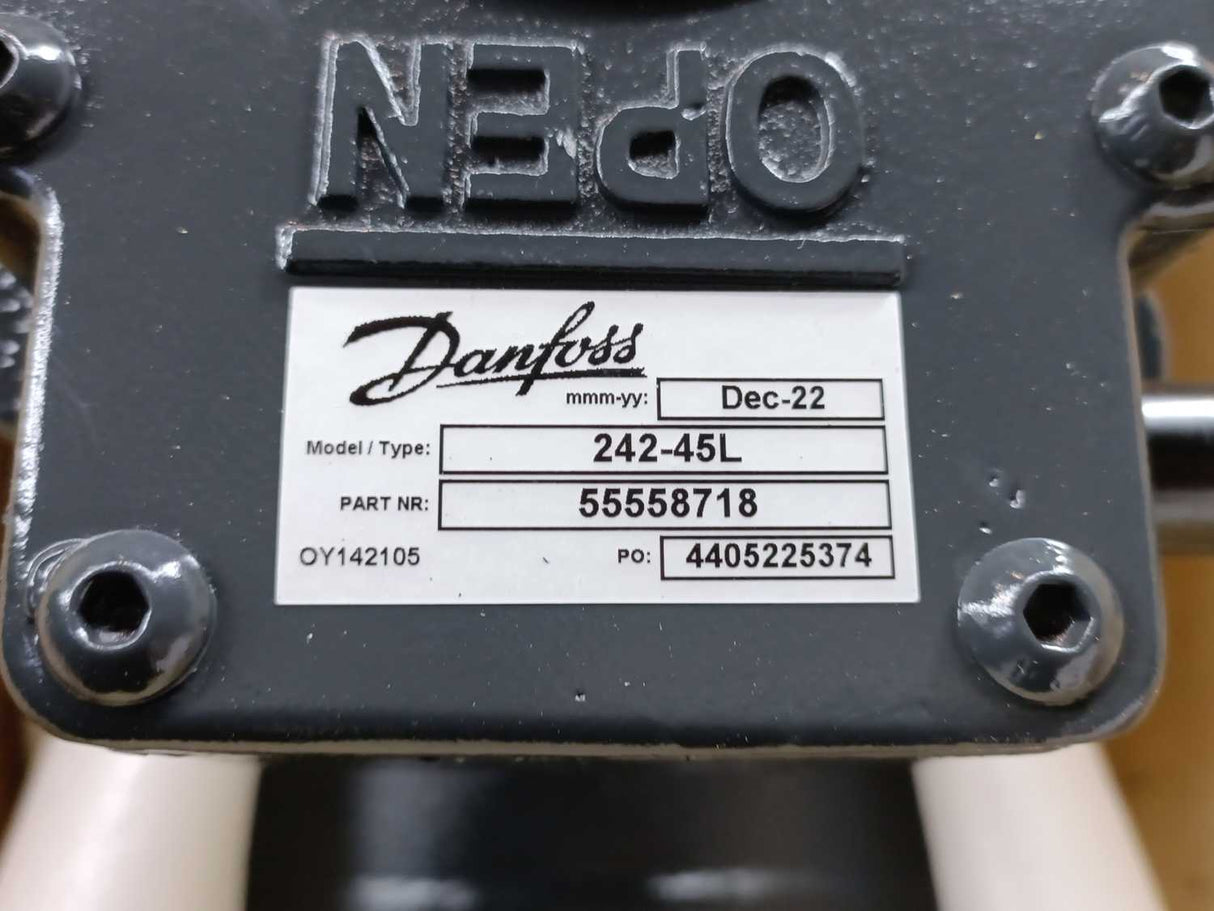 OPEN
Danfoss
mmm-yy: Dec-22
Model / Type: 242-45L
PART NR: 55558718
OY142105 PO: 4405225374